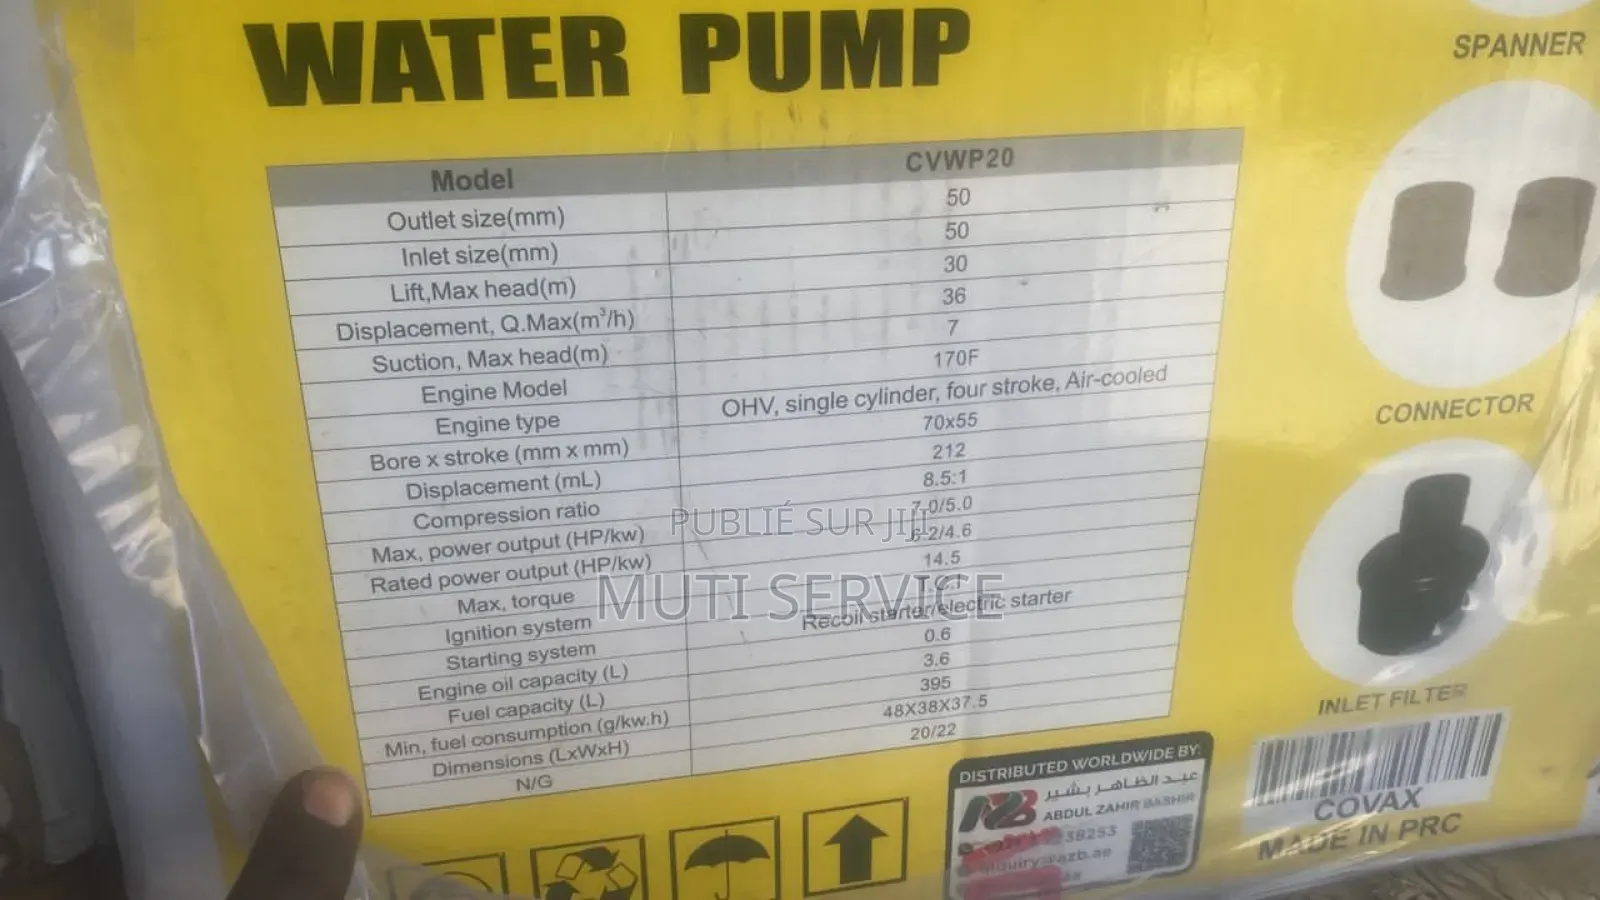 WATER PUMP
SPANNER
Model CVWP20
Outlet size(mm) 50
Inlet size(mm) 50
Lift,Max head(m) 30
Displacement, Q.Max(m³/h) 36
Suction, Max head(m) 7
Engine Model 170F
Engine type OHV, single cylinder, four stroke, Air-cooled
Bore x stroke (mm x mm) 70x55
Displacement (mL) 212
Compression ratio 8.5:1
Max, power output (HP/kw) 7.0/5.0
Rated power output (HP/kw) 6.2/4.6
Max, torque 14.5
Ignition system T.C.I
Starting system Recoil starter/electric starter
Engine oil capacity (L) 0.6
Fuel capacity (L) 3.6
Min, fuel consumption (g/kw.h) 395
Dimensions (LxWxH) 48X38X37.5
N/G 20/22
PUBLIÉ SUR JIJI
MUTI SERVICE
CONNECTOR
INLET FILTER
DISTRIBUTED WORLDWIDE BY:
عبد الظاهر بشير
ABDUL ZAHIR BASHIR
38253
@azb.ae
COVAX
MADE IN PRC